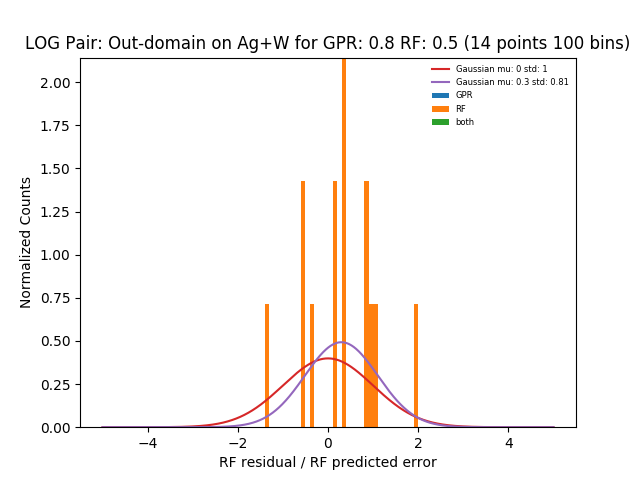 LOG Pair: Out-domain on Ag+W for GPR: 0.8 RF: 0.5 (14 points 100 bins)
Gaussian mu: 0 std: 1
Gaussian mu: 0.3 std: 0.81
GPR
RF
both
Normalized Counts
2.00
1.75
1.50
1.25
1.00
0.75
0.50
0.25
0.00
−4
−2
0
2
4
RF residual / RF predicted error